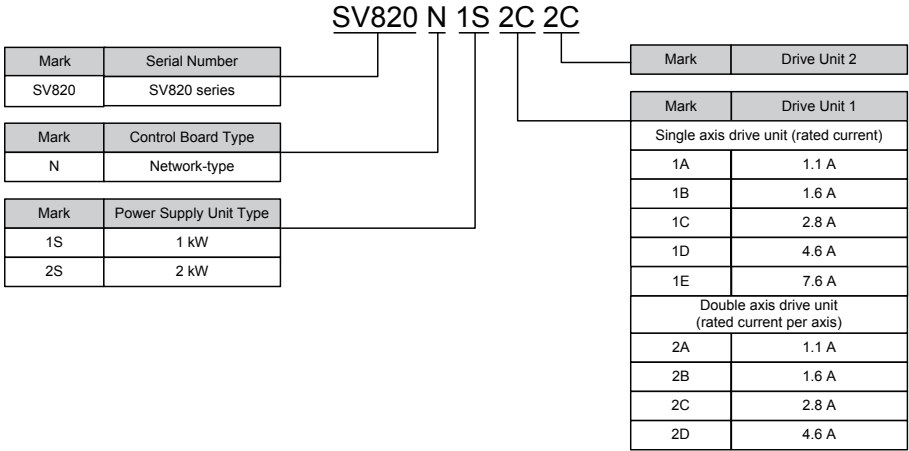 SV820 N 1S 2C 2C
Mark Serial Number
SV820 SV820 series
Mark Control Board Type
N Network-type
Mark Power Supply Unit Type
1S 1 kW
2S 2 kW
Mark Drive Unit 2
Mark Drive Unit 1
Single axis drive unit (rated current)
1A 1.1 A
1B 1.6 A
1C 2.8 A
1D 4.6 A
1E 7.6 A
Double axis drive unit
(rated current per axis)
2A 1.1 A
2B 1.6 A
2C 2.8 A
2D 4.6 A